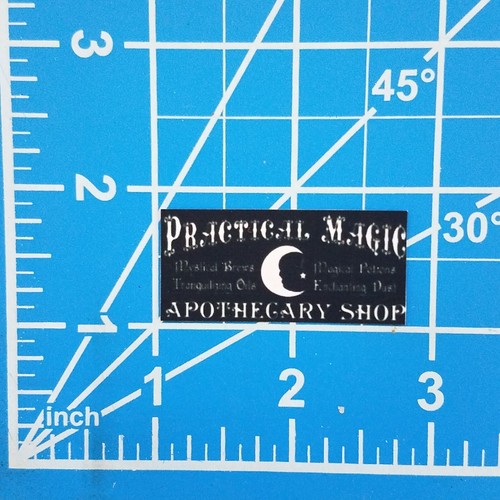 3
45°
2
30°
PRACTICAL MAGIC
Mystical Brews Magical Potions
Tranquilizing Oils Enchanting Dust
APOTHECARY SHOP
1
1 2 3
inch